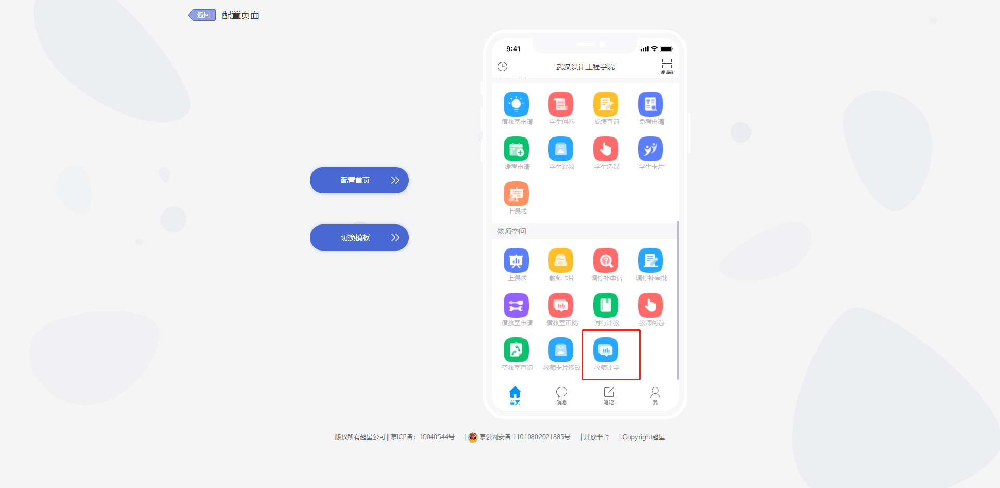 返回 配置页面
9:41
武汉设计工程学院
邀请码
借教室申请 学生问卷 成绩查询 免考申请
缓考申请 学生评教 学生选课 学生卡片
配置首页
上课啦
教师空间
切换模板
上课啦 教师卡片 调停补申请 调停补审批
借教室申请 借教室审批 同行评教 教师问卷
空教室查询 教师卡片修改 教师评学
首页 消息 笔记 我
版权所有超星公司 | 京ICP备：10040544号 | 京公网安备 11010802021885号 | 开放平台 | Copyright超星